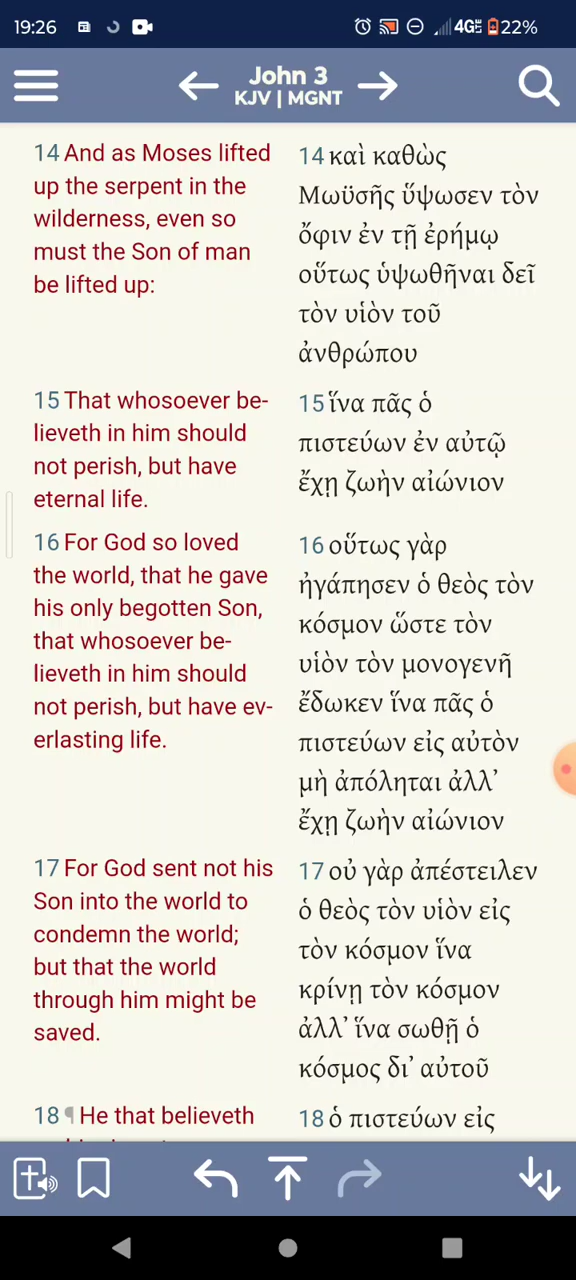 19:26
4G
22%
John 3
KJV | MGNT
14 And as Moses lifted
up the serpent in the
wilderness, even so
must the Son of man
be lifted up:
15 That whosoever be-
lieveth in him should
not perish, but have
eternal life.
16 For God so loved
the world, that he gave
his only begotten Son,
that whosoever be-
lieveth in him should
not perish, but have ev-
erlasting life.
17 For God sent not his
Son into the world to
condemn the world;
but that the world
through him might be
saved.
18 ¶ He that believeth
14 καὶ καθὼς
Μωϋσῆς ὕψωσεν τὸν
ὄφιν ἐν τῇ ἐρήμῳ
οὕτως ὑψωθῆναι δεῖ
τὸν υἱὸν τοῦ
ἀνθρώπου
15 ἵνα πᾶς ὁ
πιστεύων ἐν αὐτῷ
ἔχῃ ζωὴν αἰώνιον
16 οὕτως γὰρ
ἠγάπησεν ὁ θεὸς τὸν
κόσμον ὥστε τὸν
υἱὸν τὸν μονογενῆ
ἔδωκεν ἵνα πᾶς ὁ
πιστεύων εἰς αὐτὸν
μὴ ἀπόληται ἀλλ’
ἔχῃ ζωὴν αἰώνιον
17 οὐ γὰρ ἀπέστειλεν
ὁ θεὸς τὸν υἱὸν εἰς
τὸν κόσμον ἵνα
κρίνῃ τὸν κόσμον
ἀλλ’ ἵνα σωθῇ ὁ
κόσμος δι’ αὐτοῦ
18 ὁ πιστεύων εἰς